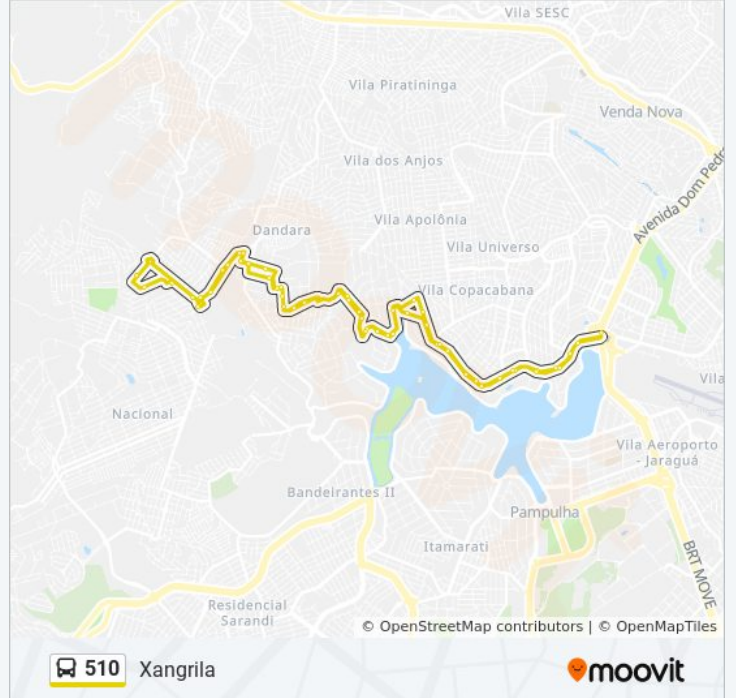 Vila SESC
Vila Piratininga
Venda Nova
Vila dos Anjos
Avenida Dom Pedr
Vila Apolônia
Dandara
Vila Universo
Vila Copacabana
Vila
Nacional
Vila Aeroporto
- Jaraguá
Bandeirantes II
Pampulha
Itamarati
BRT MOVE
Residencial
Sarandi
© OpenStreetMap contributors | © OpenMapTiles
510 Xangrila
moovit